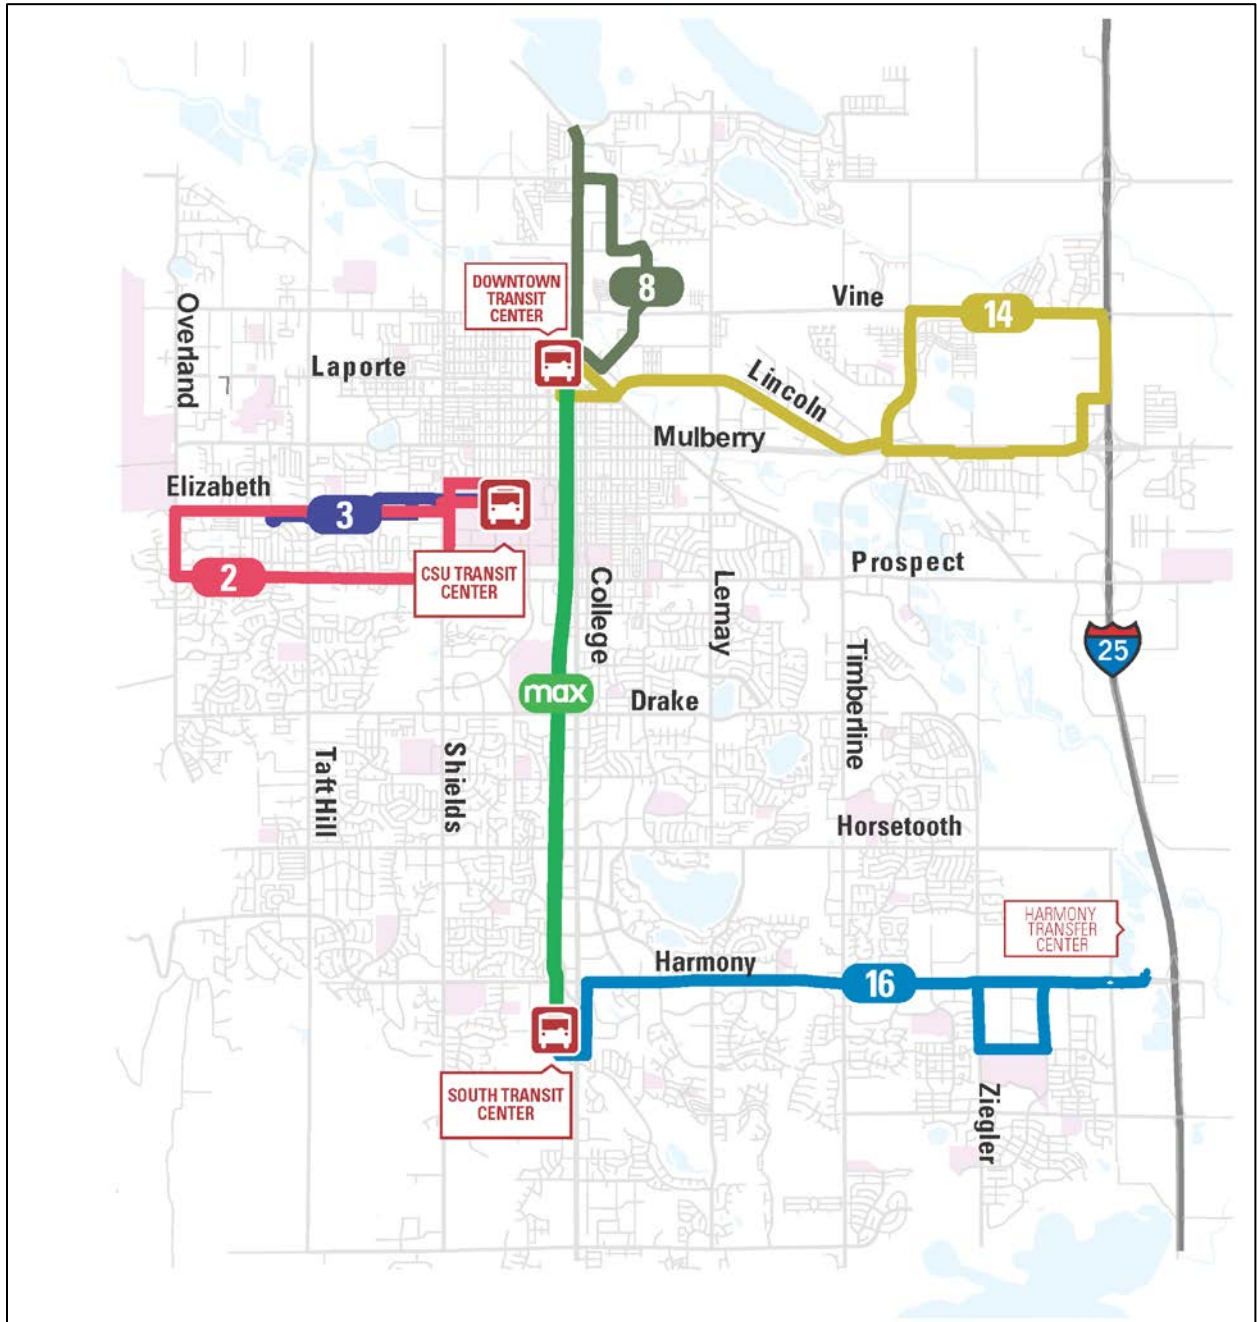 DOWNTOWN
TRANSIT
CENTER
8
Vine
14
Overland
Laporte
Lincoln
Mulberry
Elizabeth
3
2
CSU TRANSIT
CENTER
Prospect
College
Lemay
Timberline
25
max
Drake
Taft Hill
Shields
Horsetooth
HARMONY
TRANSFER
CENTER
Harmony
16
SOUTH TRANSIT
CENTER
Ziegler